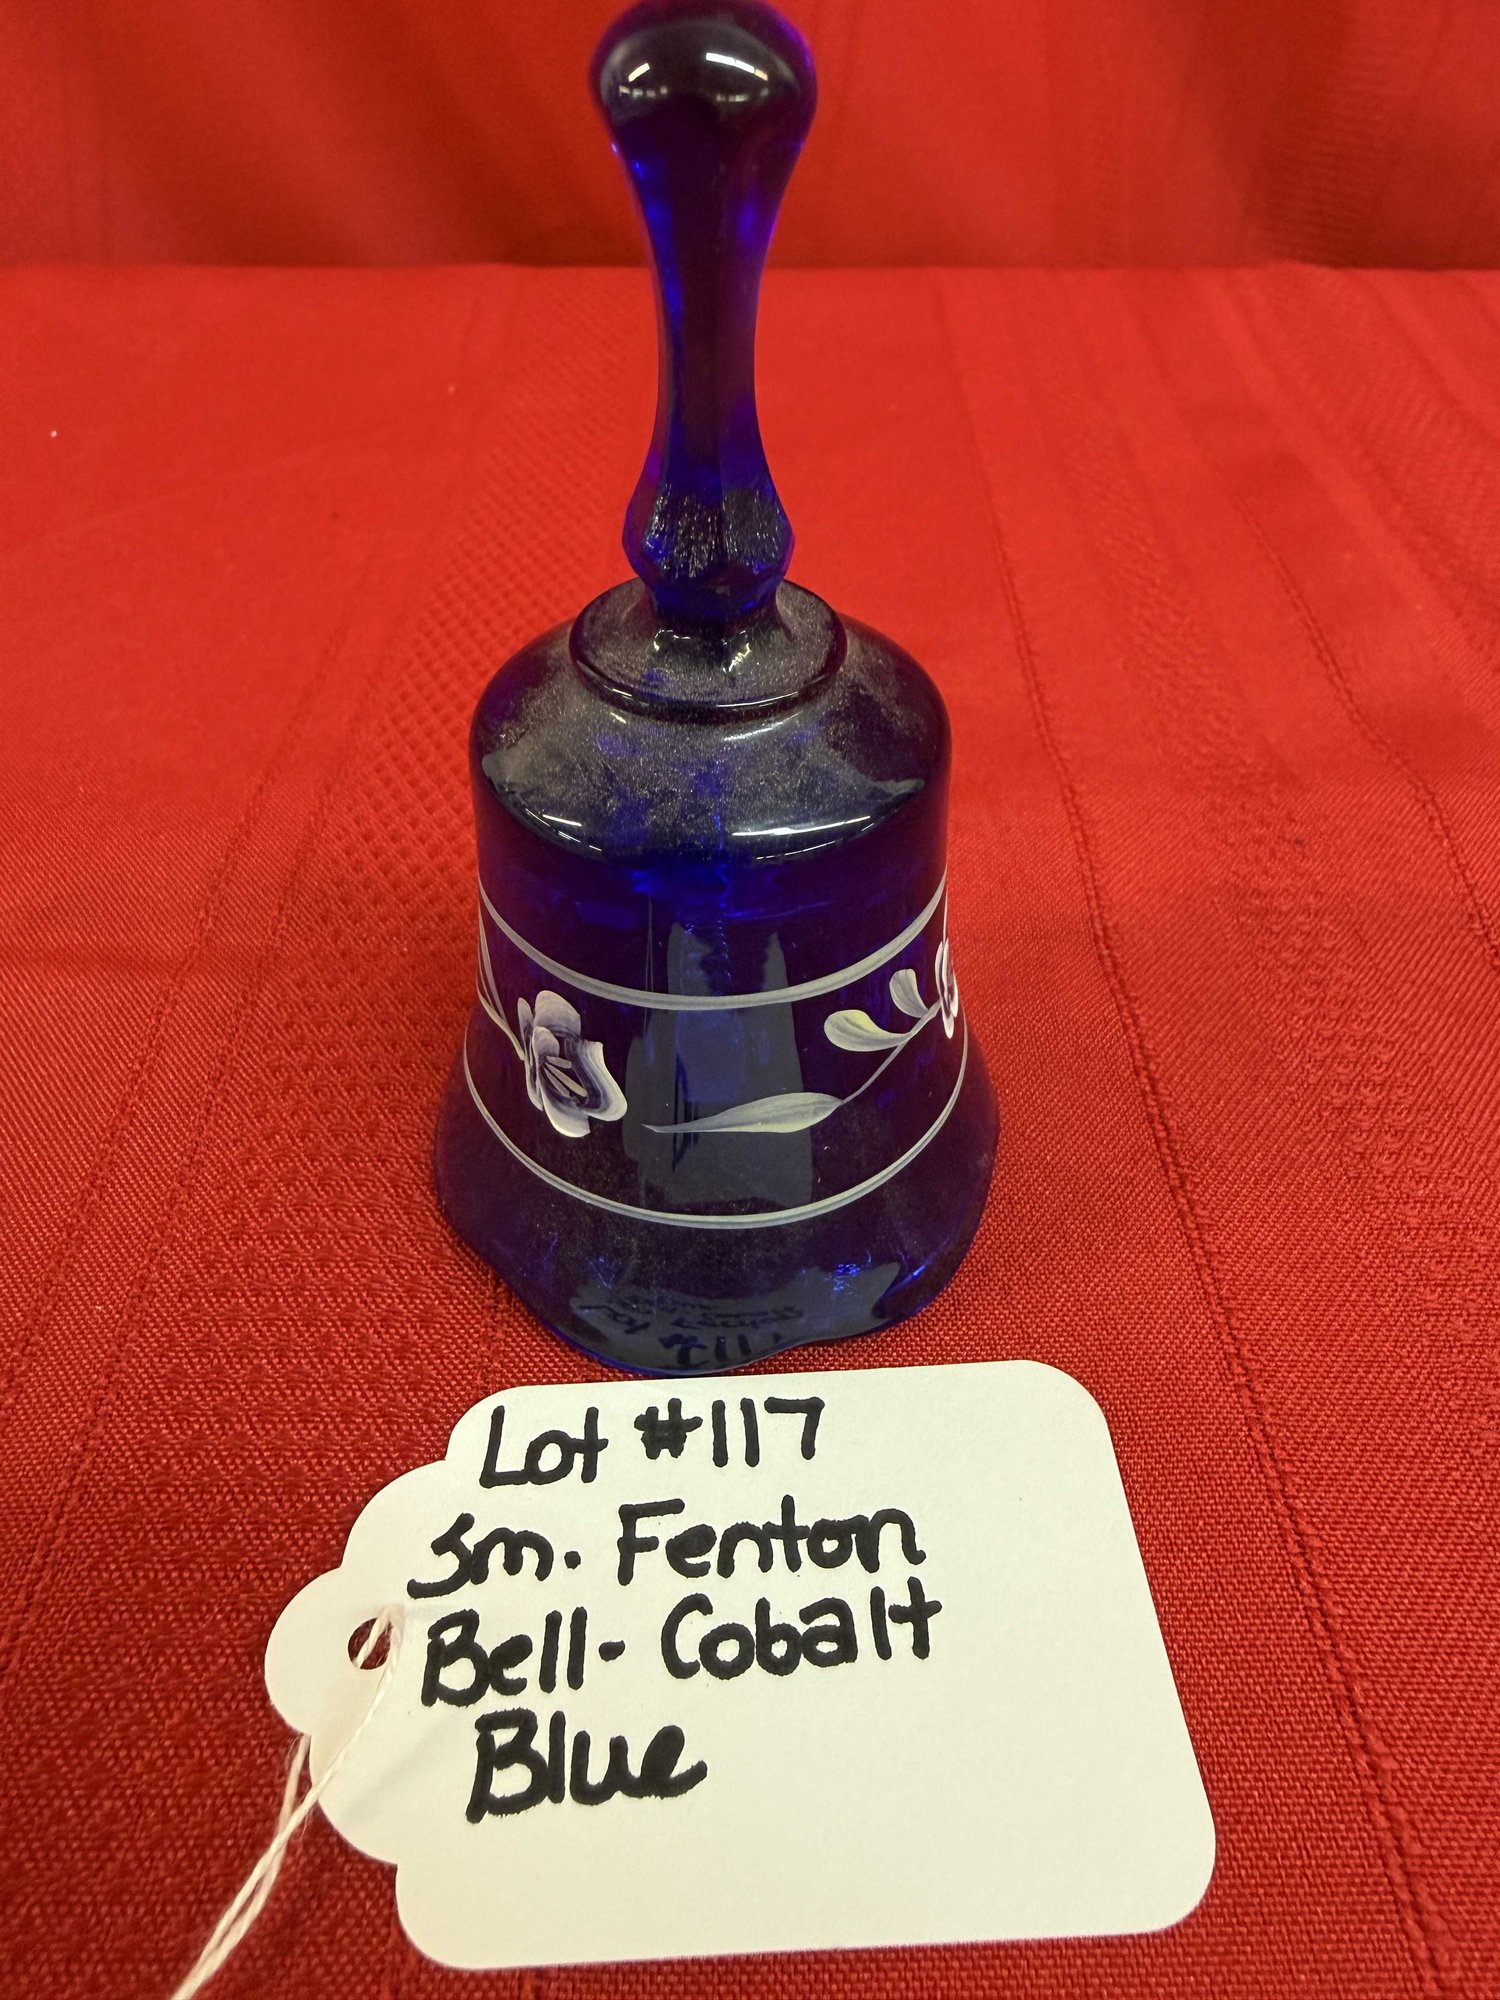 Lot #117
Sm. Fenton
Bell- Cobalt
Blue